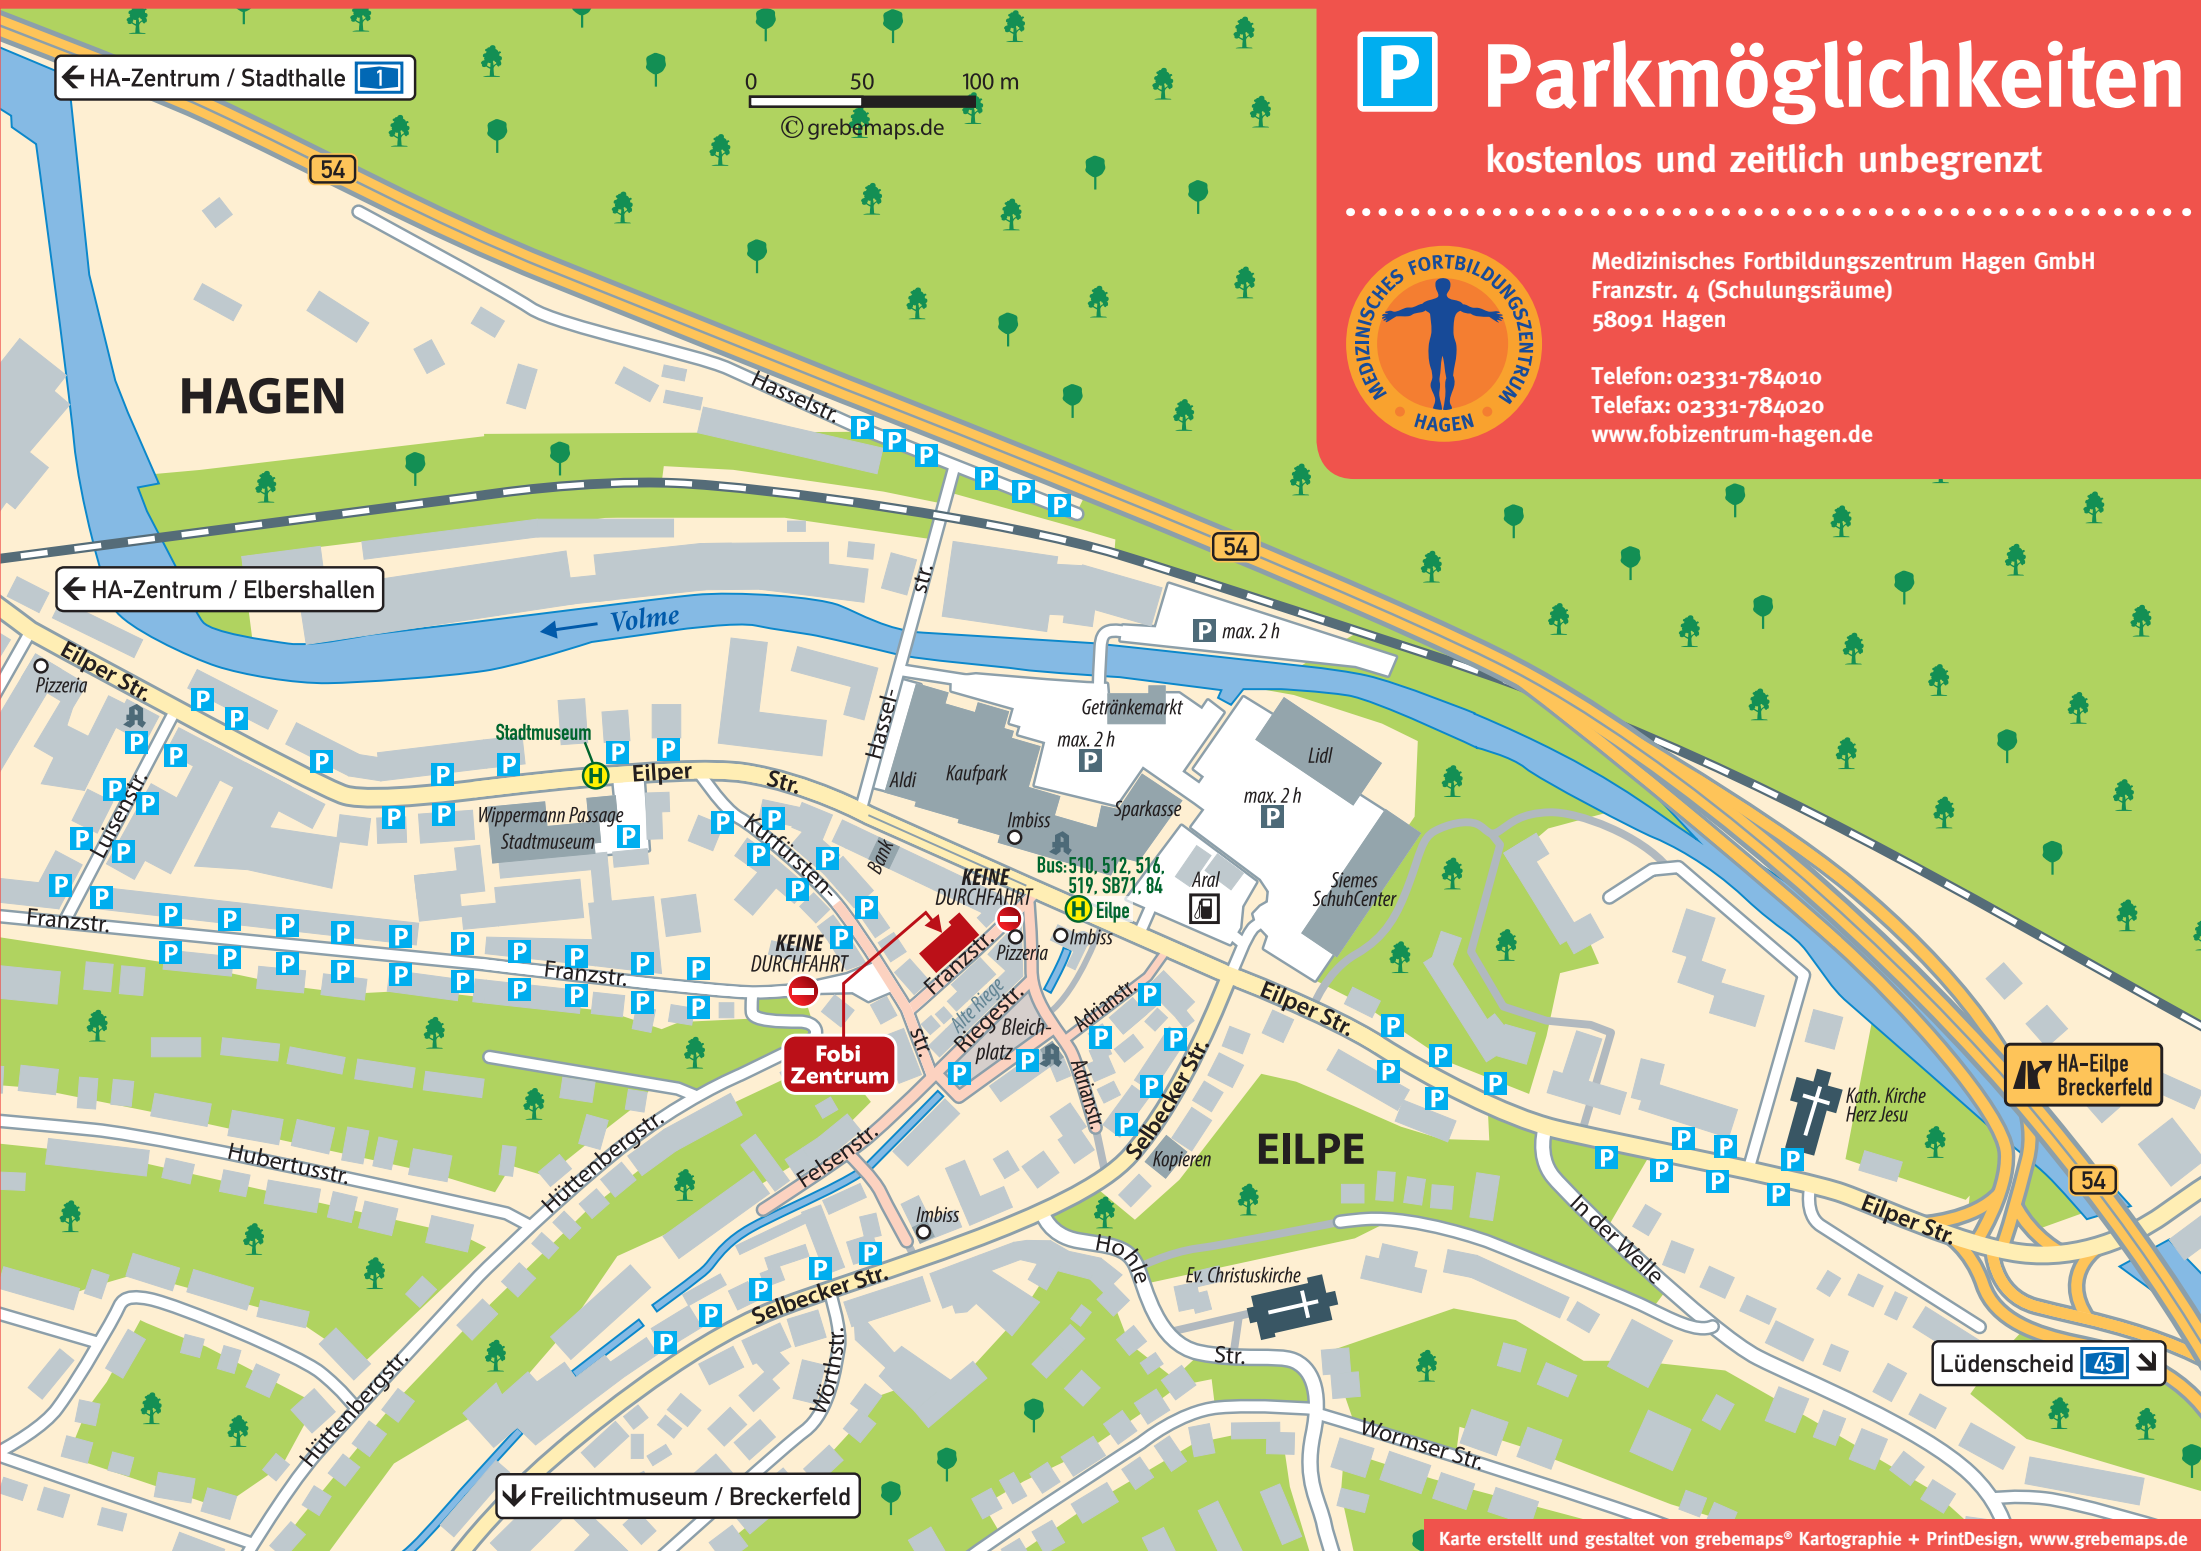 P Parkmöglichkeiten
kostenlos und zeitlich unbegrenzt
MEDIZINISCHES FORTBILDUNGSZENTRUM
HAGEN
Medizinisches Fortbildungszentrum Hagen GmbH
Franzstr. 4 (Schulungsräume)
58091 Hagen
Telefon: 02331-784010
Telefax: 02331-784020
www.fobizentrum-hagen.de
HA-Zentrum / Stadthalle 1
0 50 100 m
© grebemaps.de
54
HAGEN
Hasselstr.
P P P P P P
54
HA-Zentrum / Elbershallen
Volme
str.
Hassel-
P max. 2 h
Eilper Str.
Pizzeria
Stadtmuseum
H
Eilper
Str.
Getränkemarkt
max. 2 h
P
Lidl
Aldi
Kaufpark
Sparkasse
max. 2 h
P
Imbiss
Wippermann Passage
Stadtmuseum
Luisenstr.
Kurfürsten-
str.
Bank
Bus: 510, 512, 516,
519, SB71, 84
H Eilpe
Aral
Siemes
SchuhCenter
KEINE
DURCHFAHRT
Franzstr.
Franzstr.
KEINE
DURCHFAHRT
Franzstr.
Pizzeria
Imbiss
Alte Riege
Riegestr.
Bleich-
platz
Adrianstr.
Adrianstr.
Eilper Str.
Fobi
Zentrum
Selbecker Str.
Kopieren
EILPE
Kath. Kirche
Herz Jesu
HA-Eilpe
Breckerfeld
54
Hubertusstr.
Hüttenbergstr.
Felsenstr.
Imbiss
Hohle
Str.
Ev. Christuskirche
In der Welle
Eilper Str.
Selbecker Str.
Wörthstr.
Hüttenbergstr.
Wormser Str.
Lüdenscheid 45
Freilichtmuseum / Breckerfeld
Karte erstellt und gestaltet von grebemaps® Kartographie + PrintDesign, www.grebemaps.de